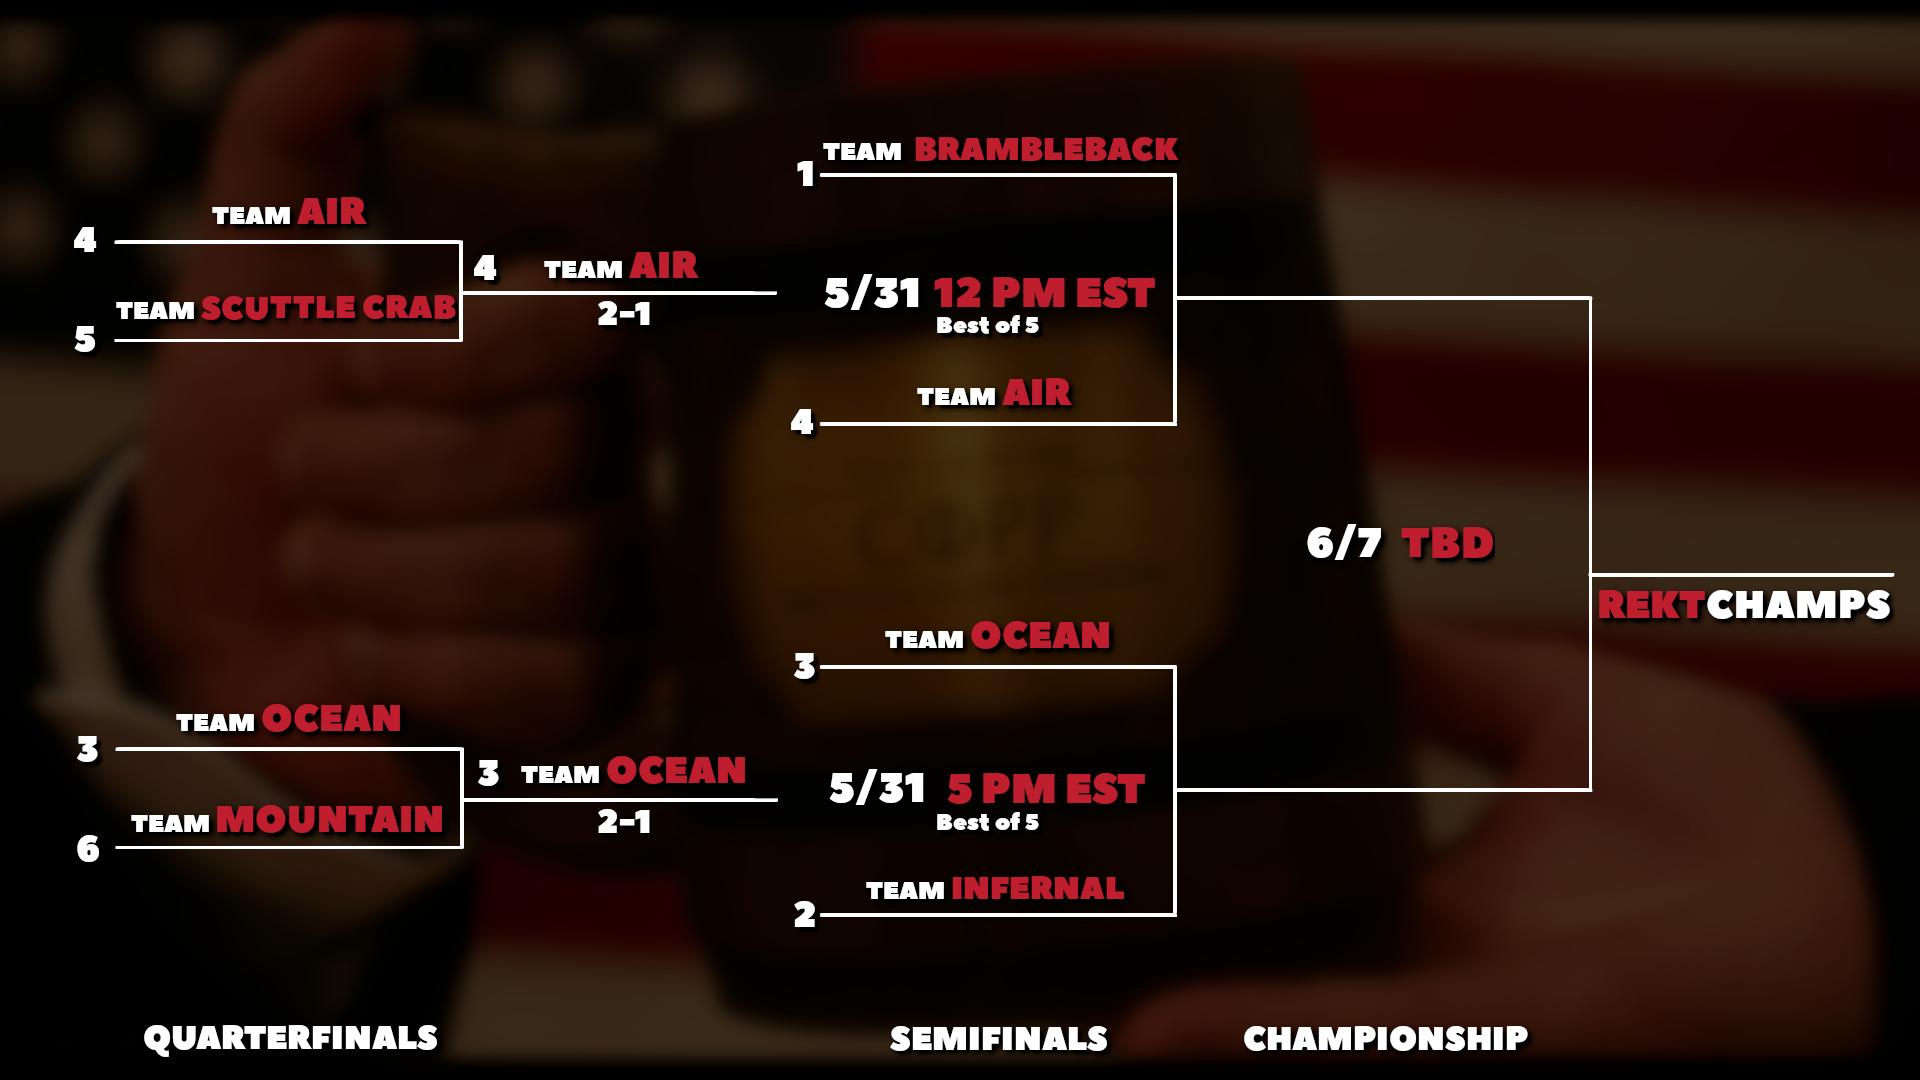 4 TEAM AIR
5 TEAM SCUTTLE CRAB
4 TEAM AIR
2-1
3 TEAM OCEAN
6 TEAM MOUNTAIN
3 TEAM OCEAN
2-1
QUARTERFINALS
1 TEAM BRAMBLEBACK
5/31 12 PM EST
Best of 5
4 TEAM AIR
3 TEAM OCEAN
5/31 5 PM EST
Best of 5
2 TEAM INFERNAL
SEMIFINALS
6/7 TBD
CHAMPIONSHIP
REKTCHAMPS